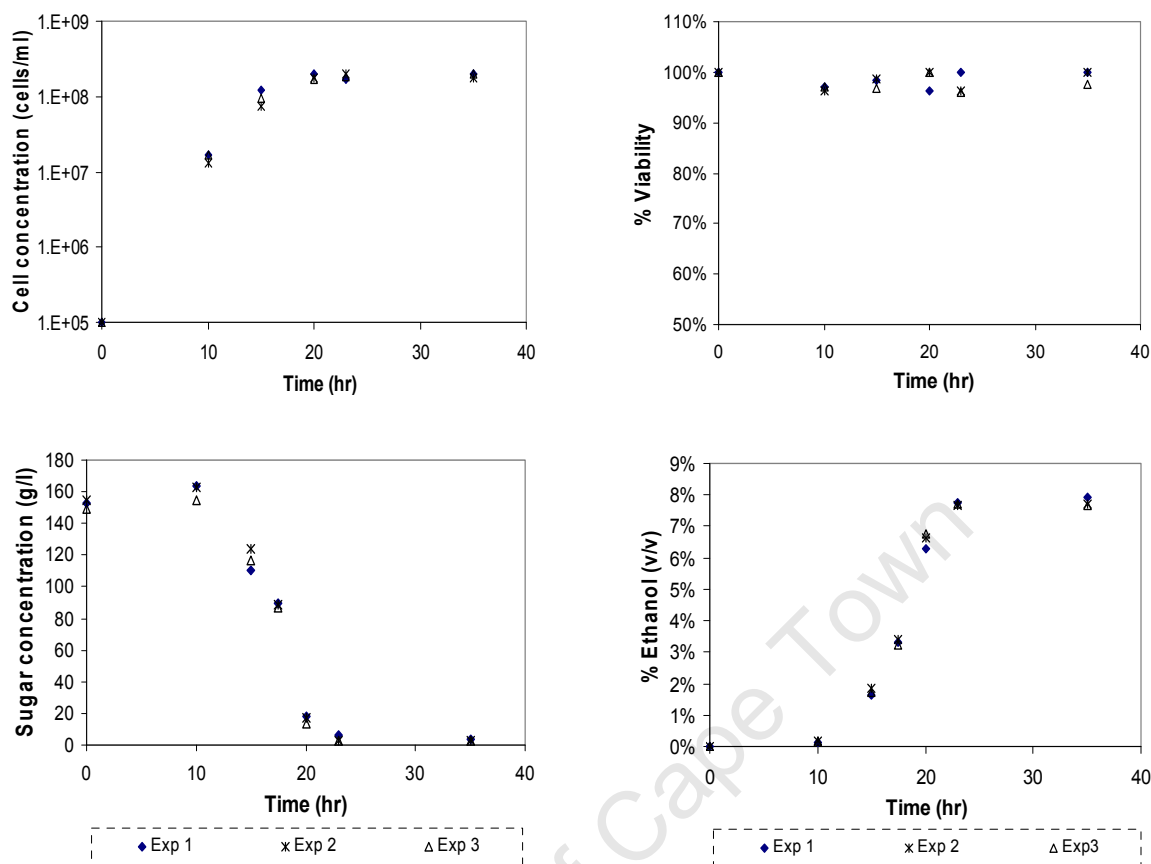 Cell concentration (cells/ml)
1.E+09
1.E+08
1.E+07
1.E+06
1.E+05
0 10 20 30 40
Time (hr)
% Viability
110%
100%
90%
80%
70%
60%
50%
0 10 20 30 40
Time (hr)
Sugar concentration (g/l)
180
160
140
120
100
80
60
40
20
0
0 10 20 30 40
Time (hr)
Exp 1 Exp 2 Exp3
% Ethanol (v/v)
9%
8%
7%
6%
5%
4%
3%
2%
1%
0%
0 10 20 30 40
Time (hr)
Exp 1 Exp 2 Exp3
of Cape Town